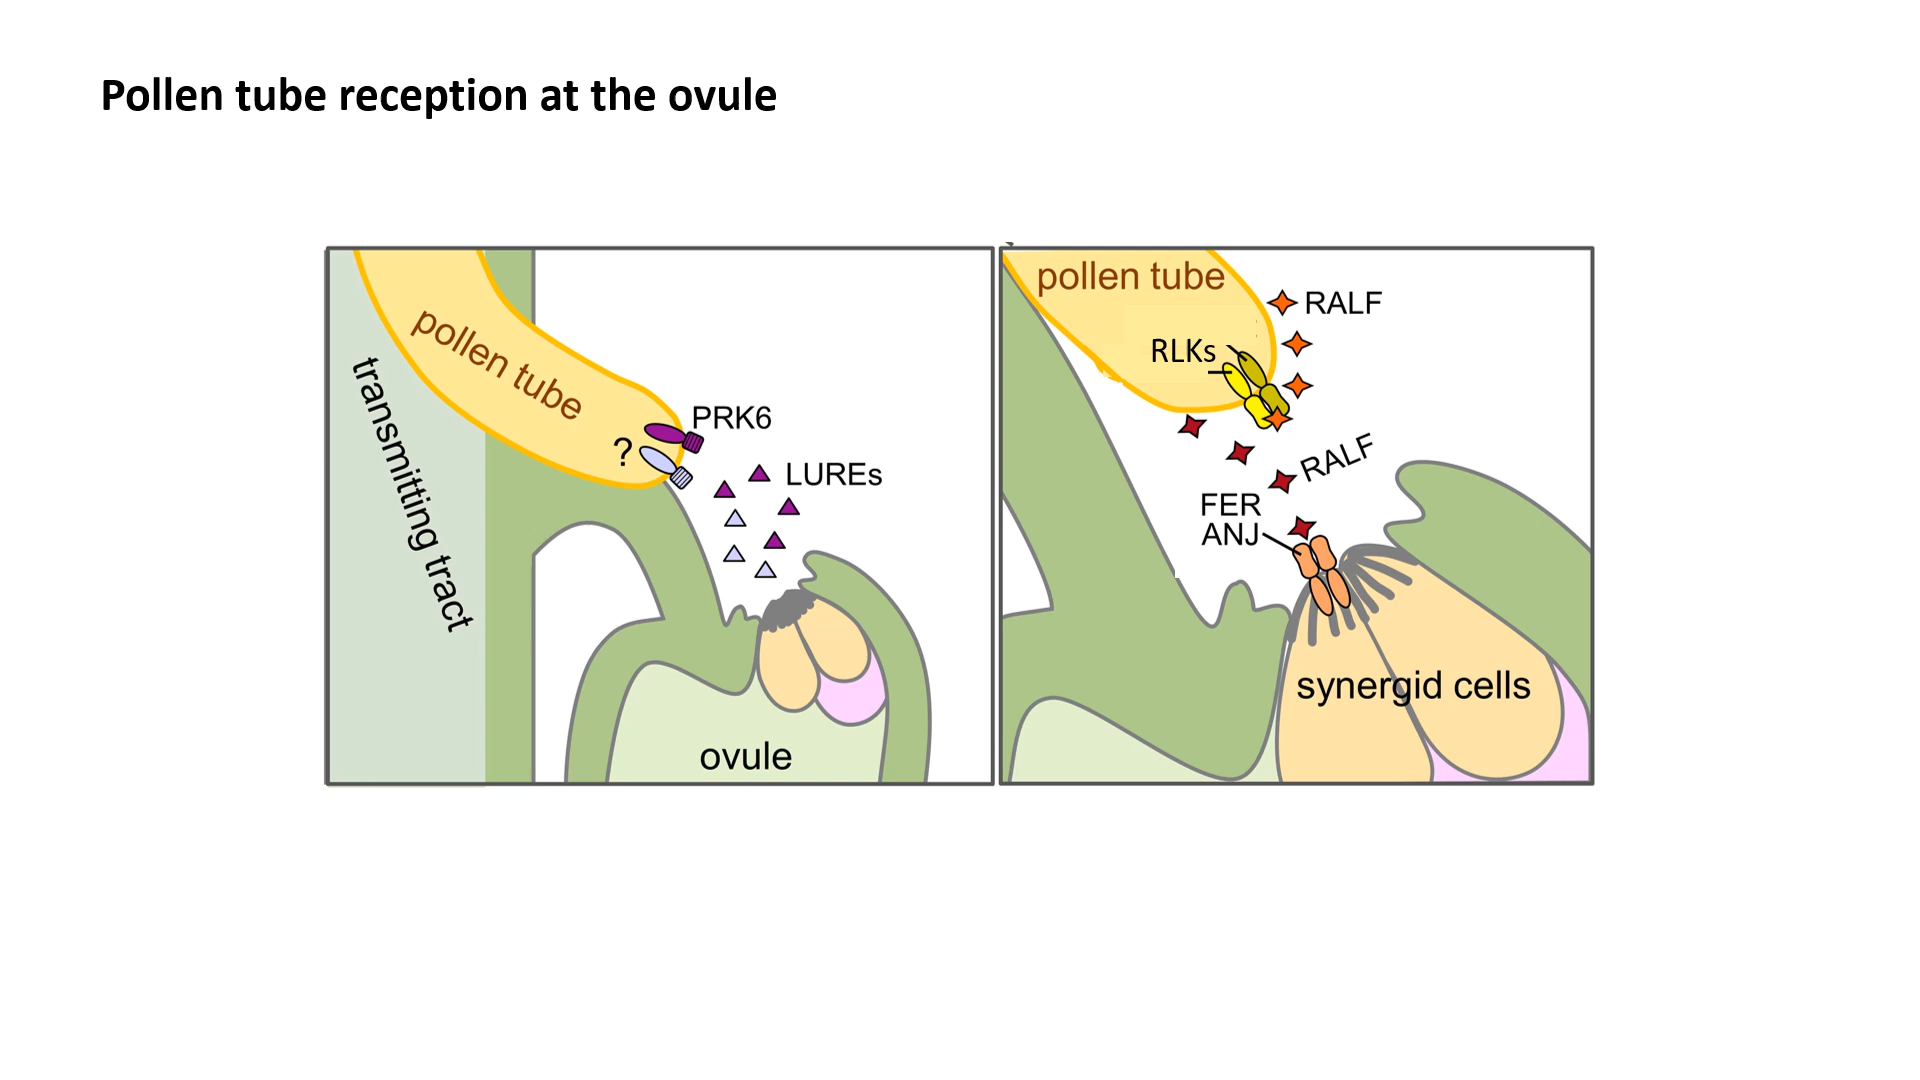 Pollen tube reception at the ovule
transmitting tract
pollen tube
PRK6
?
LUREs
ovule
pollen tube
RALF
RLKs
RALF
FER
ANJ
synergid cells